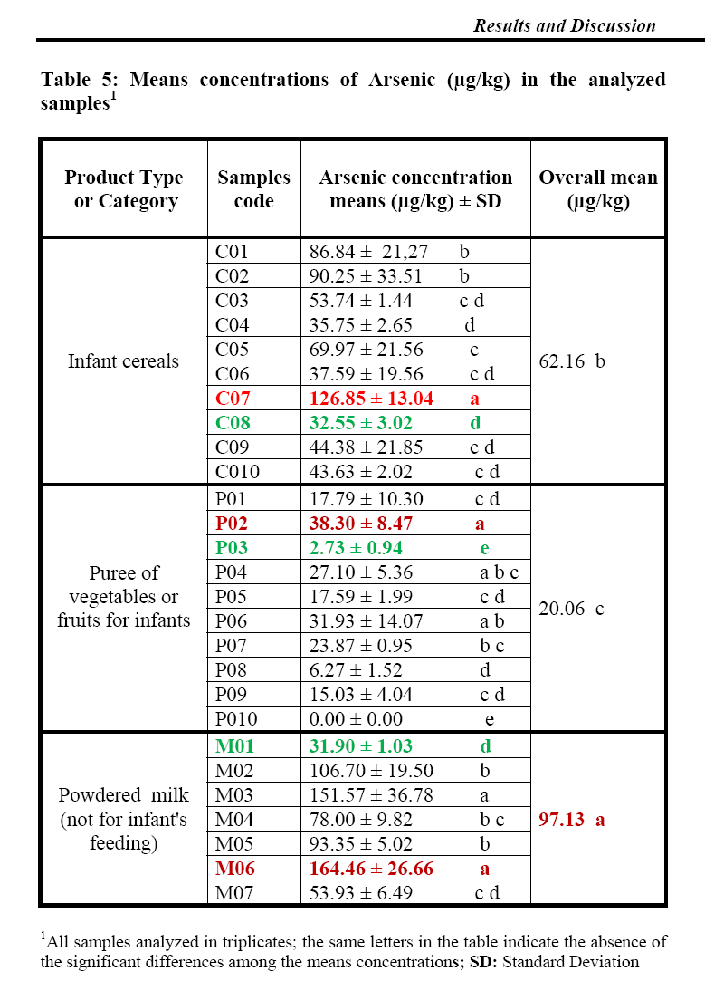 Results and Discussion
Table 5: Means concentrations of Arsenic (µg/kg) in the analyzed
samples1
Product Type
or Category
Samples
code
Arsenic concentration
means (µg/kg) ± SD
Overall mean
(µg/kg)
Infant cereals
C01 86.84 ± 21,27 b
C02 90.25 ± 33.51 b
C03 53.74 ± 1.44 c d
C04 35.75 ± 2.65 d
C05 69.97 ± 21.56 c
C06 37.59 ± 19.56 c d
C07 126.85 ± 13.04 a
C08 32.55 ± 3.02 d
C09 44.38 ± 21.85 c d
C010 43.63 ± 2.02 c d
62.16 b
Puree of
vegetables or
fruits for infants
P01 17.79 ± 10.30 c d
P02 38.30 ± 8.47 a
P03 2.73 ± 0.94 e
P04 27.10 ± 5.36 a b c
P05 17.59 ± 1.99 c d
P06 31.93 ± 14.07 a b
P07 23.87 ± 0.95 b c
P08 6.27 ± 1.52 d
P09 15.03 ± 4.04 c d
P010 0.00 ± 0.00 e
20.06 c
Powdered milk
(not for infant's
feeding)
M01 31.90 ± 1.03 d
M02 106.70 ± 19.50 b
M03 151.57 ± 36.78 a
M04 78.00 ± 9.82 b c
M05 93.35 ± 5.02 b
M06 164.46 ± 26.66 a
M07 53.93 ± 6.49 c d
97.13 a
1All samples analyzed in triplicates; the same letters in the table indicate the absence of
the significant differences among the means concentrations; SD: Standard Deviation